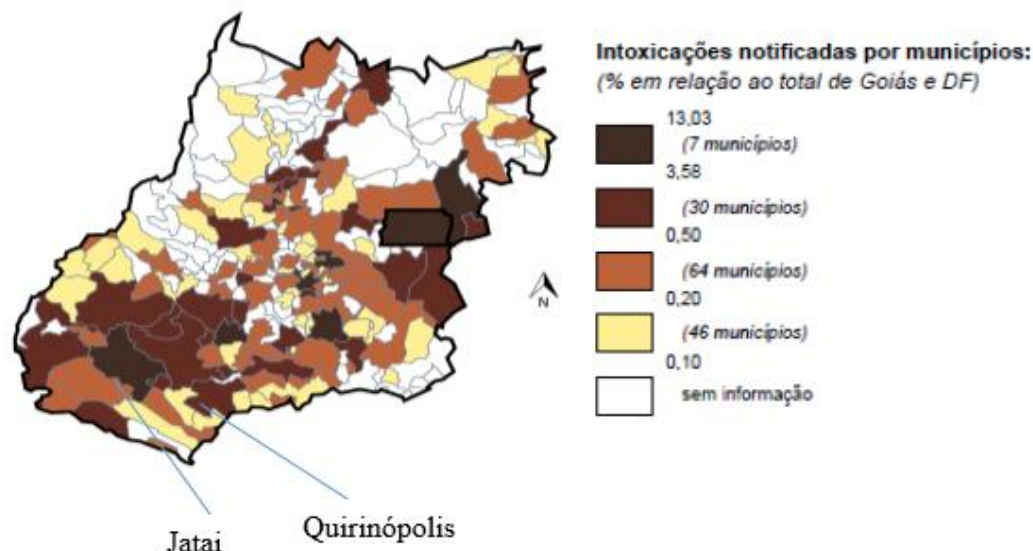 Intoxicações notificadas por municípios:
(% em relação ao total de Goiás e DF)
13,03
(7 municípios)
3,58
(30 municípios)
0,50
(64 municípios)
0,20
(46 municípios)
0,10
sem informação
N
Quirinópolis
Jatai